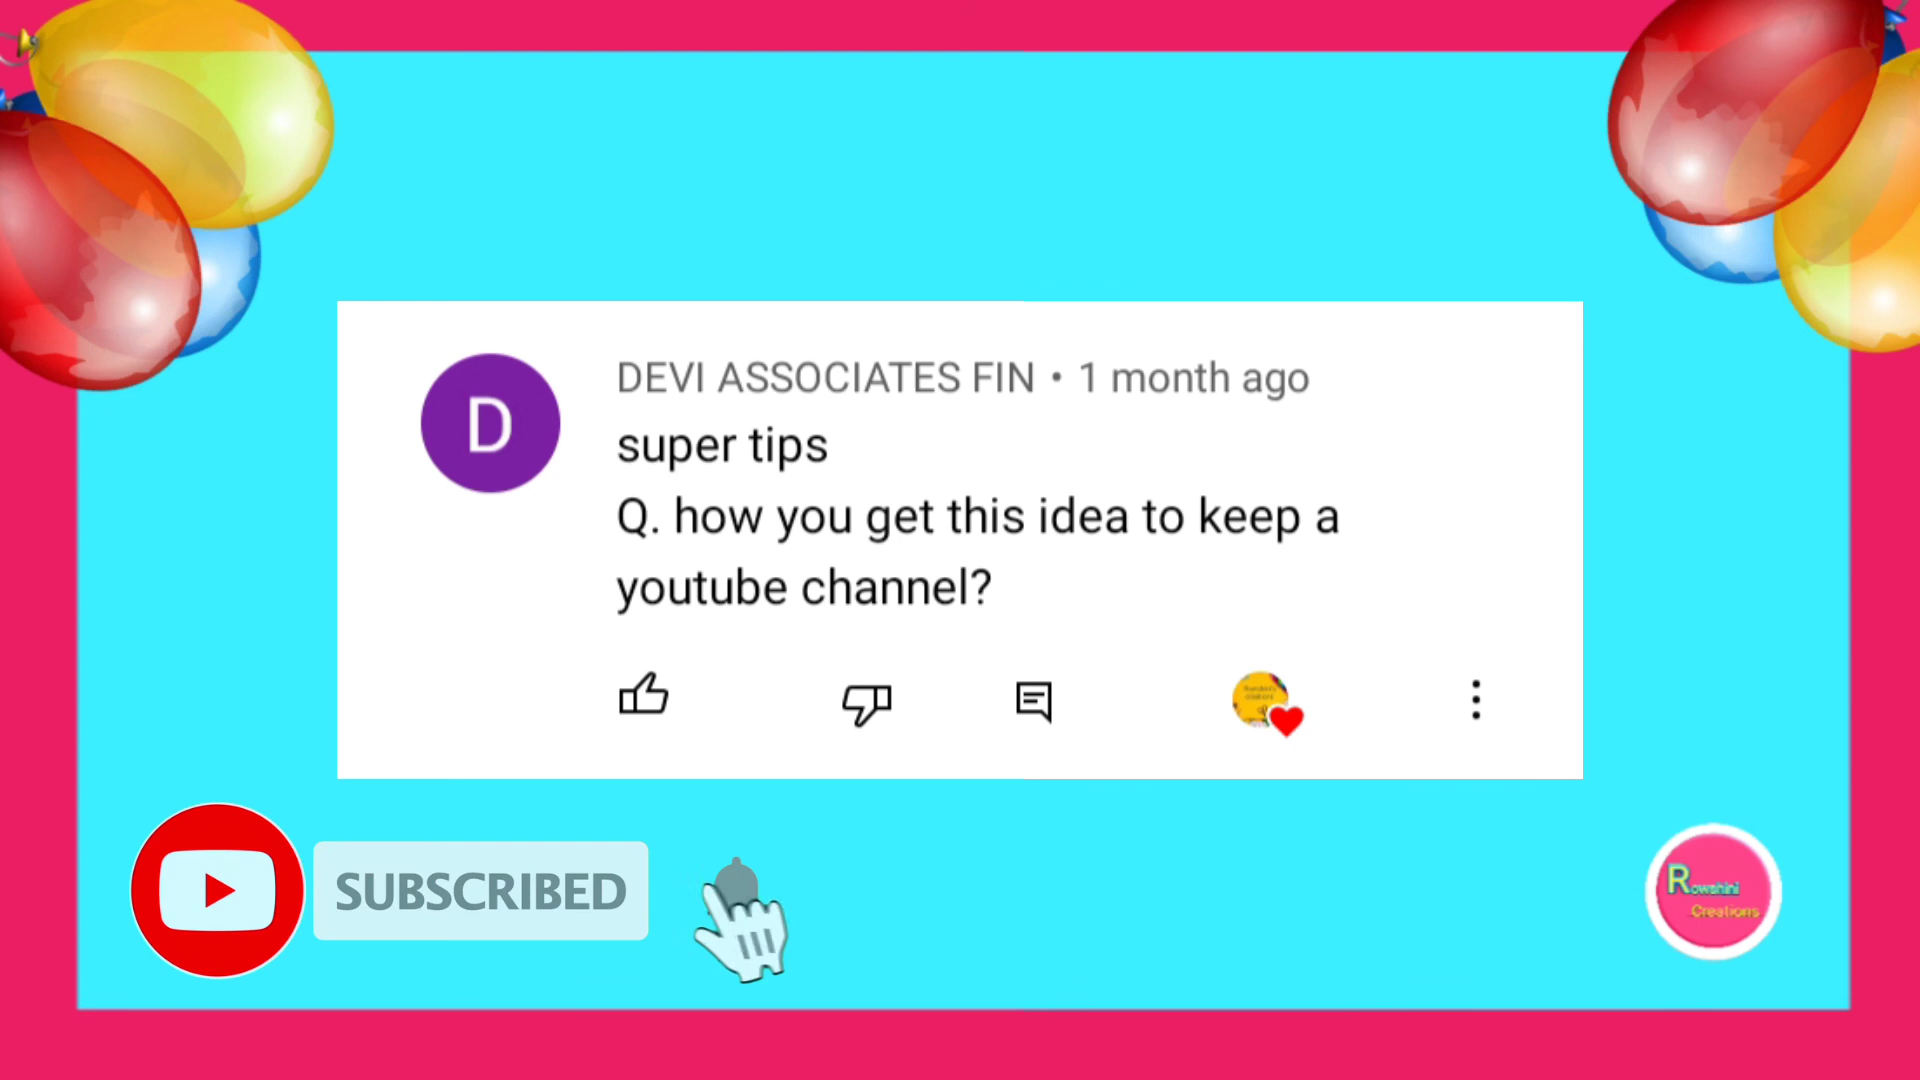 DEVI ASSOCIATES FIN • 1 month ago
D
super tips
Q. how you get this idea to keep a
youtube channel?
SUBSCRIBED
Rowshini
Creations